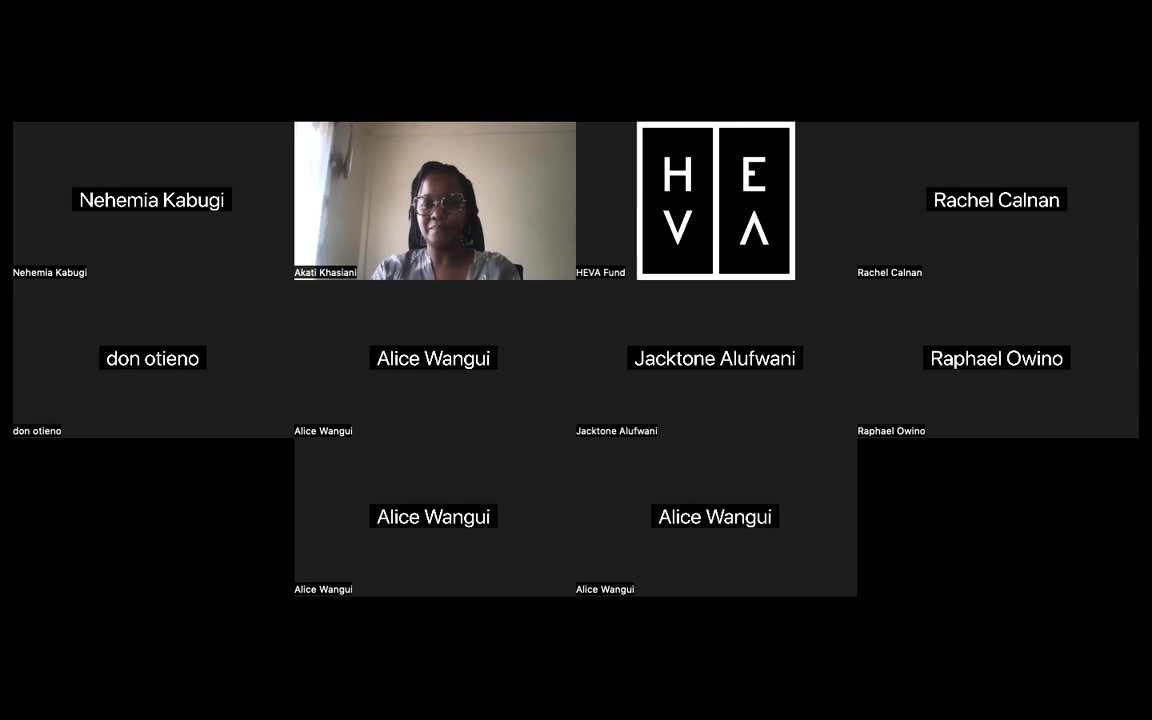 Nehemia Kabugi
Nehemia Kabugi
Akati Khasiani
H E
V A
HEVA Fund
Rachel Calnan
Rachel Calnan
don otieno
don otieno
Alice Wangui
Alice Wangui
Jacktone Alufwani
Jacktone Alufwani
Raphael Owino
Raphael Owino
Alice Wangui
Alice Wangui
Alice Wangui
Alice Wangui